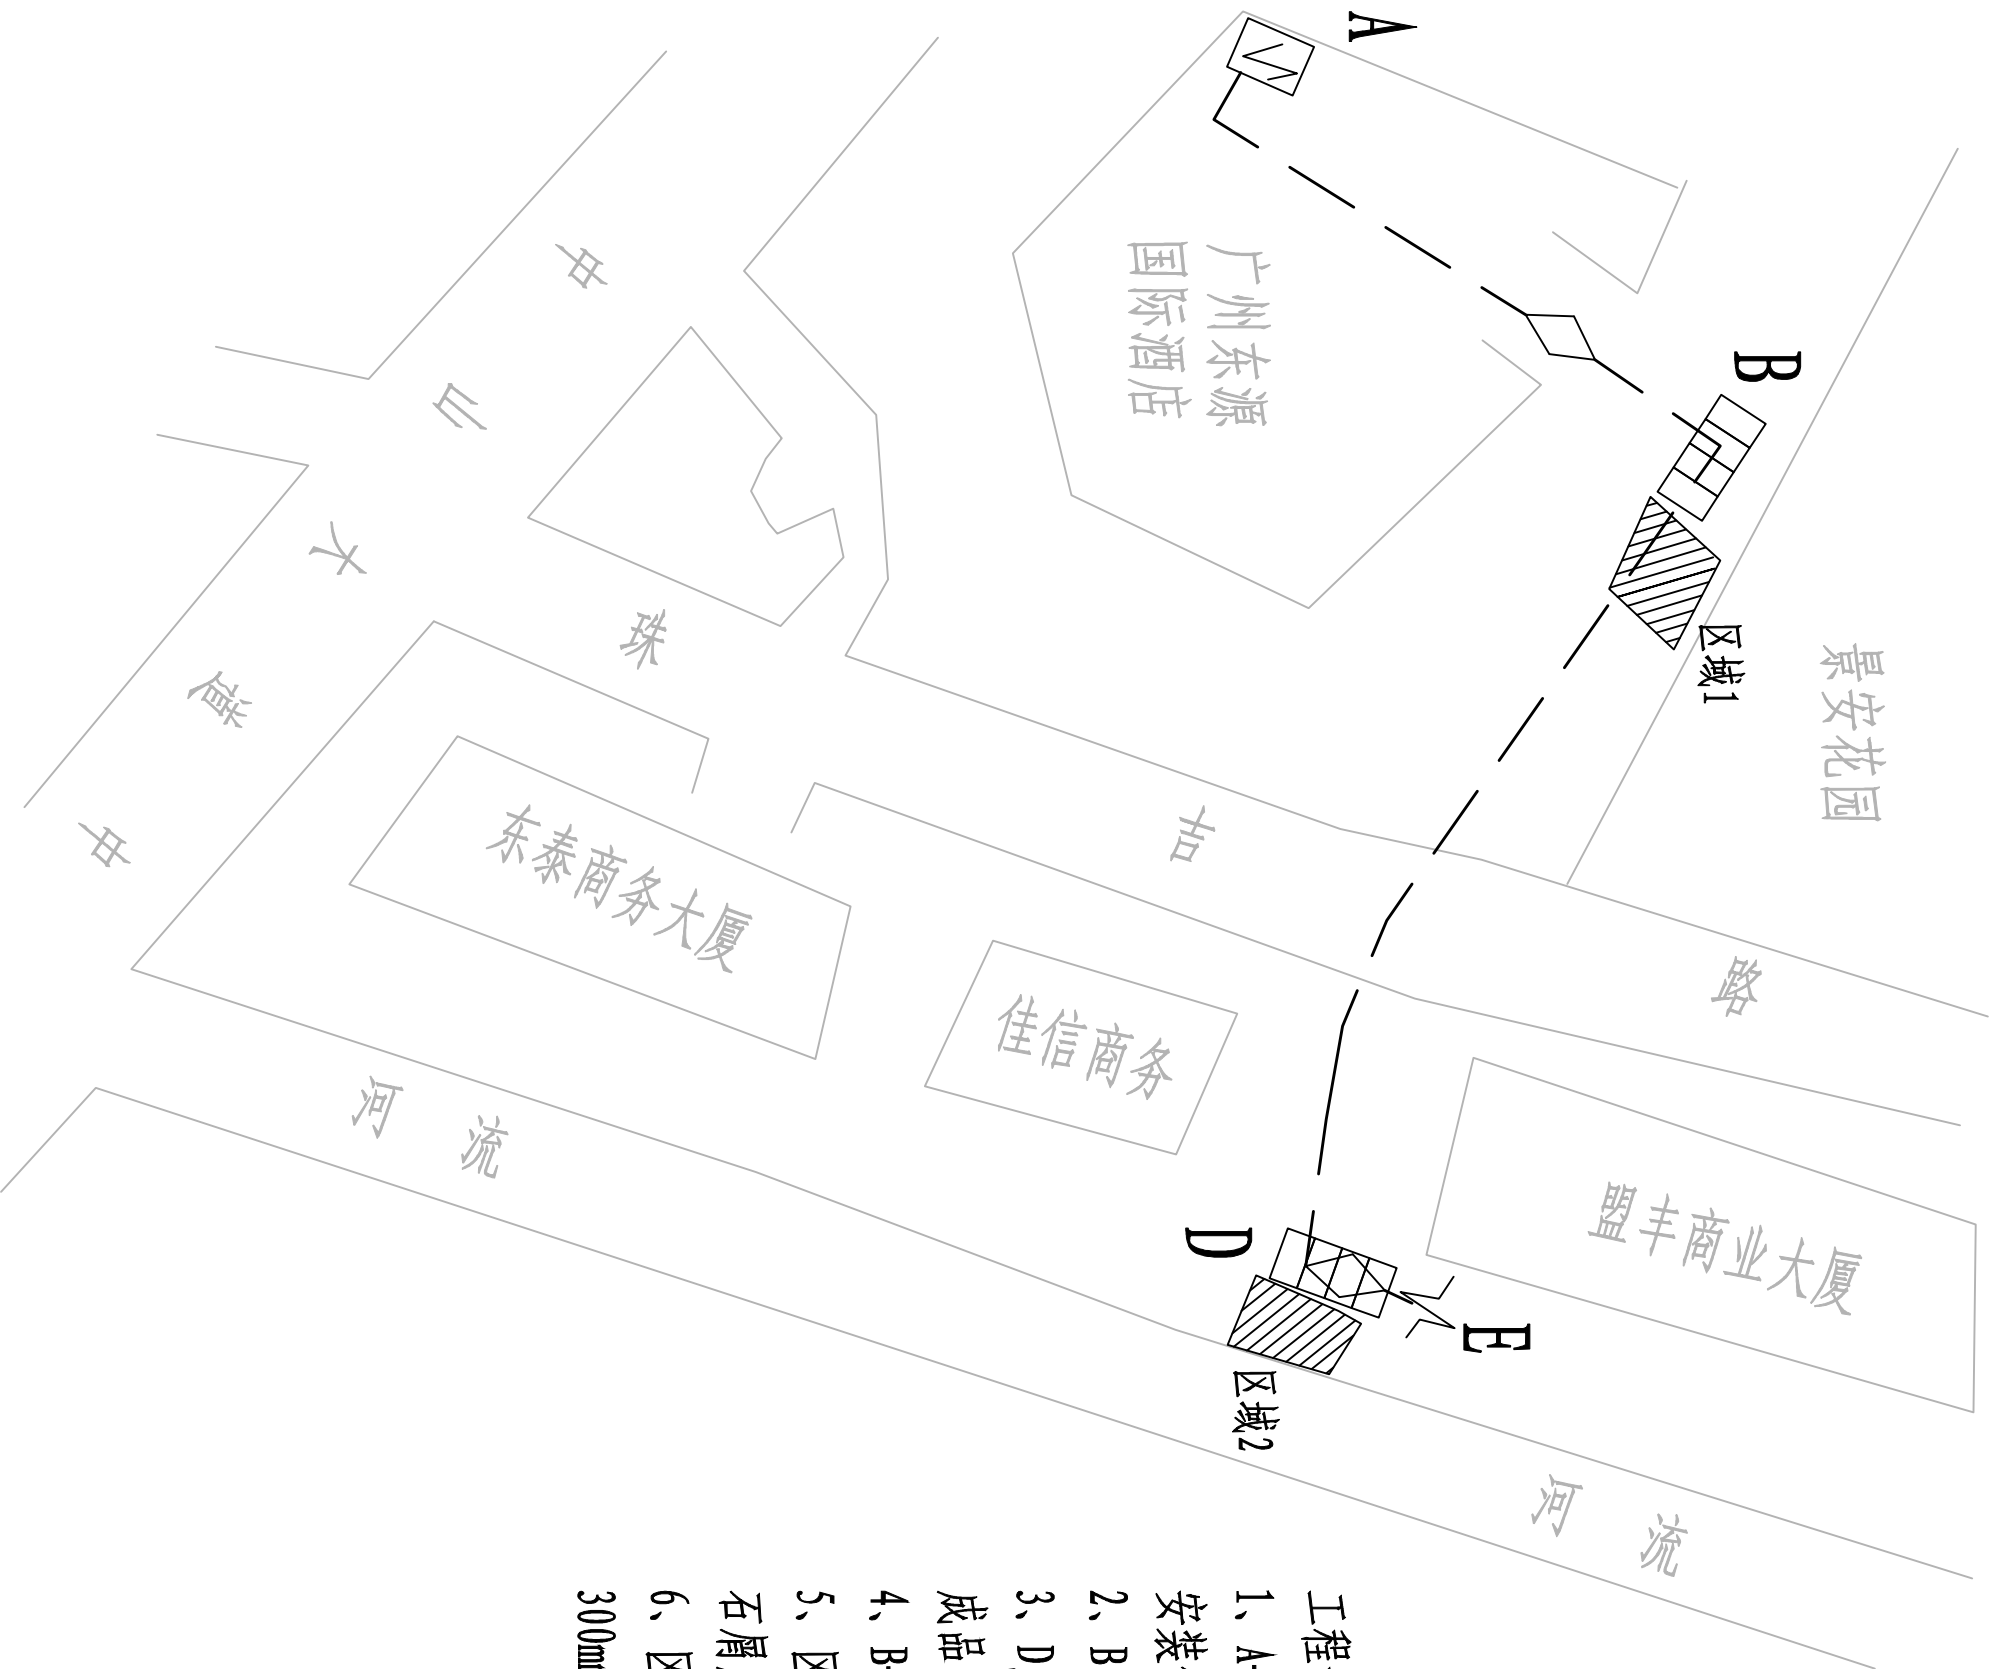 A
B
广州东源
国际酒店
区域1
景安花园
中
山
大
道
中
珠
吉
路
东泰商务大厦
佳信商务
盟丰商业大厦
河流
D
E
区域2
河流
工程
1、A-
安装
2、B
3、D
成品
4、B-
5、区
石屑
6、区
300m